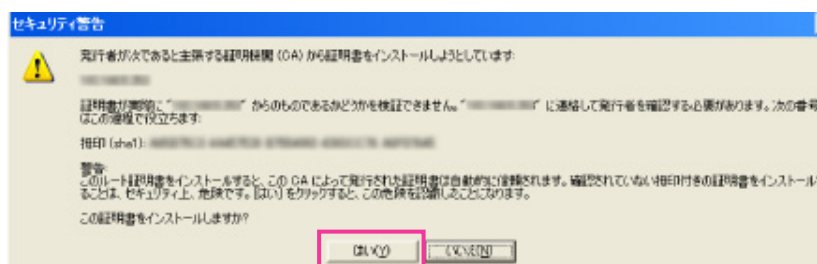 セキュリティ警告
発行者が次であると主張する証明機関 (CA) から証明書をインストールしようとしています:
証明書が実際に" "からのものであるかどうかを検証できません。" "に連絡して発行者を確認する必要があります。次の番号
はこの過程で役立ちます:
拇印 (sha1):
警告:
このルート証明書をインストールすると、この CA によって発行された証明書は自動的に信頼されます。確認されていない拇印付きの証明書をインストール
ることは、セキュリティ上、危険です。[はい] をクリックすると、この危険を認識したことになります。
この証明書をインストールしますか?
はい(Y)
いいえ(N)